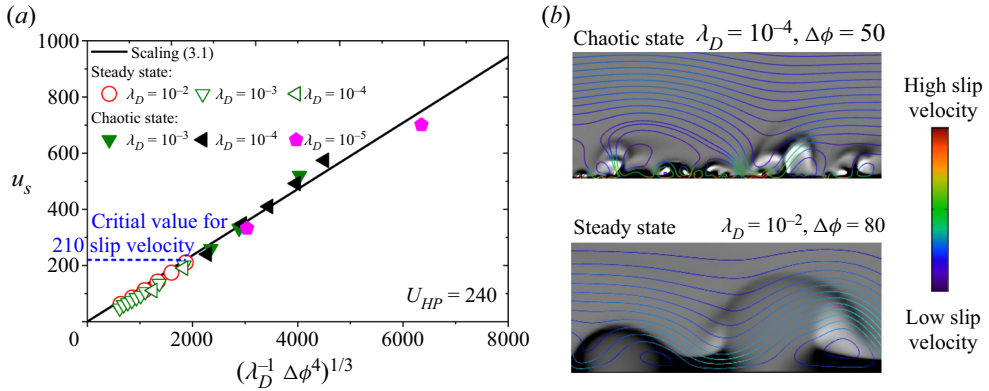 (a)
1000
800
600
400
200
0
2000
4000
6000
8000
u_s
(λ_D^-1 Δϕ^4)^1/3
Scaling (3.1)
Steady state:
λ_D = 10^-2
λ_D = 10^-3
λ_D = 10^-4
Chaotic state:
λ_D = 10^-3
λ_D = 10^-4
λ_D = 10^-5
Critial value for
210 slip velocity
U_HP = 240
(b)
Chaotic state λ_D = 10^-4, Δϕ = 50
Steady state λ_D = 10^-2, Δϕ = 80
High slip
velocity
Low slip
velocity